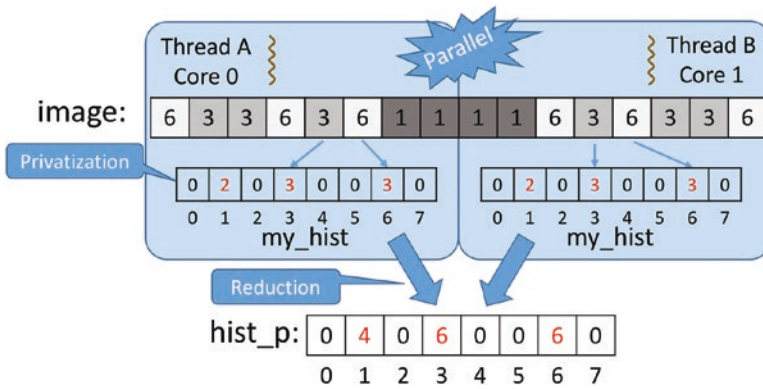 Thread A
Core 0
Parallel
Thread B
Core 1
image: 6 3 3 6 3 6 1 1 1 1 6 3 6 3 3 6
Privatization
0 2 0 3 0 0 3 0
0 1 2 3 4 5 6 7
my_hist
0 2 0 3 0 0 3 0
0 1 2 3 4 5 6 7
my_hist
Reduction
hist_p: 0 4 0 6 0 0 6 0
0 1 2 3 4 5 6 7